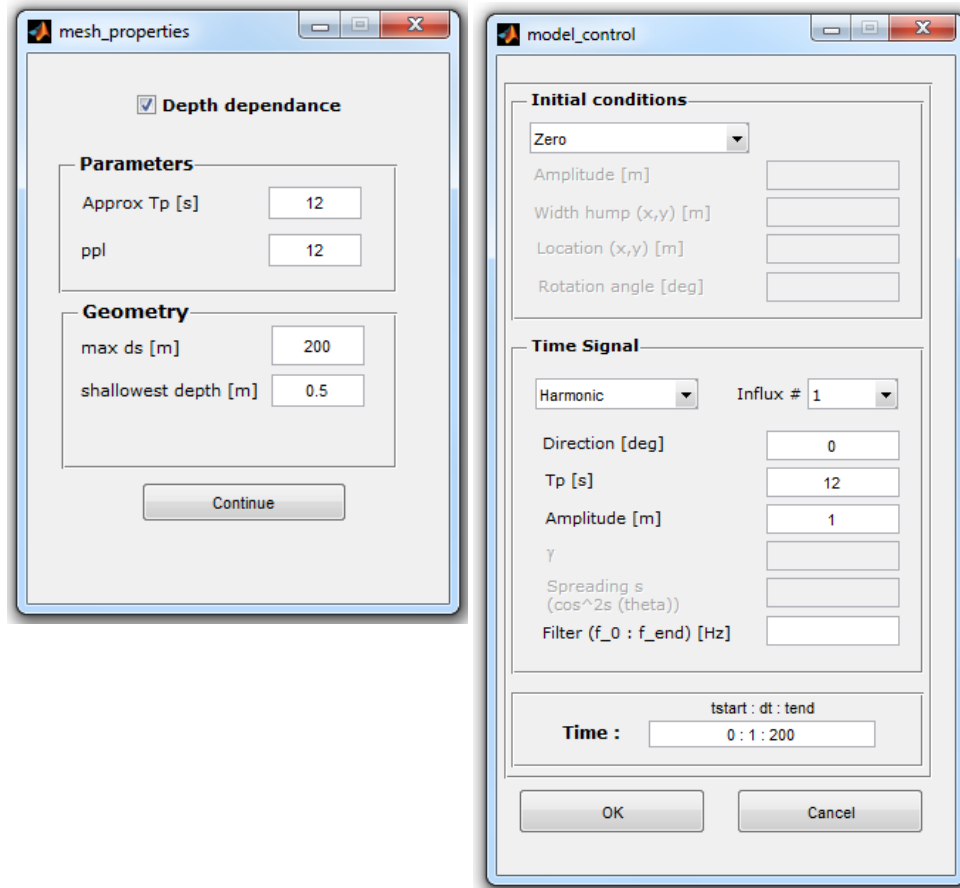 mesh_properties
Depth dependance
Parameters
Approx Tp [s] 12
ppl 12
Geometry
max ds [m] 200
shallowest depth [m] 0.5
Continue
model_control
Initial conditions
Zero
Amplitude [m]
Width hump (x,y) [m]
Location (x,y) [m]
Rotation angle [deg]
Time Signal
Harmonic Influx # 1
Direction [deg] 0
Tp [s] 12
Amplitude [m] 1
γ
Spreading s
(cos^2s (theta))
Filter (f_0 : f_end) [Hz]
tstart : dt : tend
Time : 0 : 1 : 200
OK Cancel